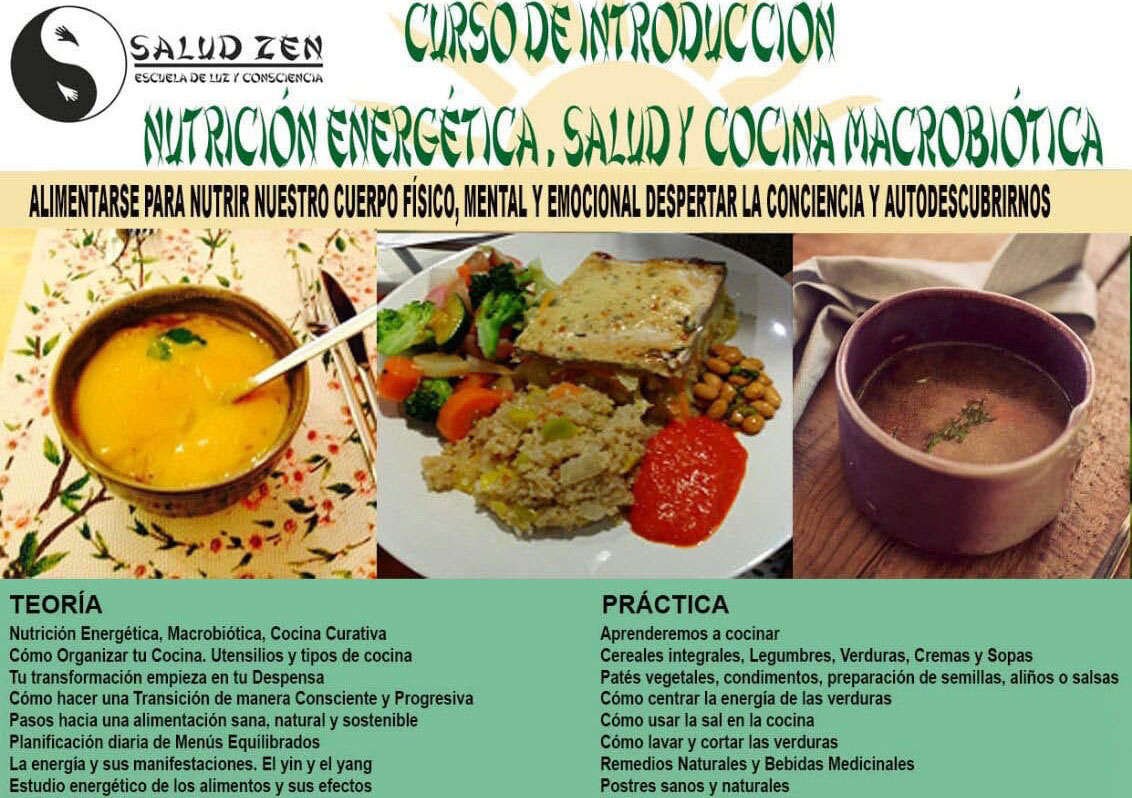 SALUD ZEN
ESCUELA DE LUZ Y CONSCIENCIA
CURSO DE INTRODUCCION
NUTRICIÓN ENERGÉTICA, SALUD Y COCINA MACROBIÓTICA
ALIMENTARSE PARA NUTRIR NUESTRO CUERPO FÍSICO, MENTAL Y EMOCIONAL DESPERTAR LA CONCIENCIA Y AUTODESCUBRIRNOS
TEORÍA
Nutrición Energética, Macrobiótica, Cocina Curativa
Cómo Organizar tu Cocina. Utensilios y tipos de cocina
Tu transformación empieza en tu Despensa
Cómo hacer una Transición de manera Consciente y Progresiva
Pasos hacia una alimentación sana, natural y sostenible
Planificación diaria de Menús Equilibrados
La energía y sus manifestaciones. El yin y el yang
Estudio energético de los alimentos y sus efectos
PRÁCTICA
Aprenderemos a cocinar
Cereales integrales, Legumbres, Verduras, Cremas y Sopas
Patés vegetales, condimentos, preparación de semillas, aliños o salsas
Cómo centrar la energía de las verduras
Cómo usar la sal en la cocina
Cómo lavar y cortar las verduras
Remedios Naturales y Bebidas Medicinales
Postres sanos y naturales